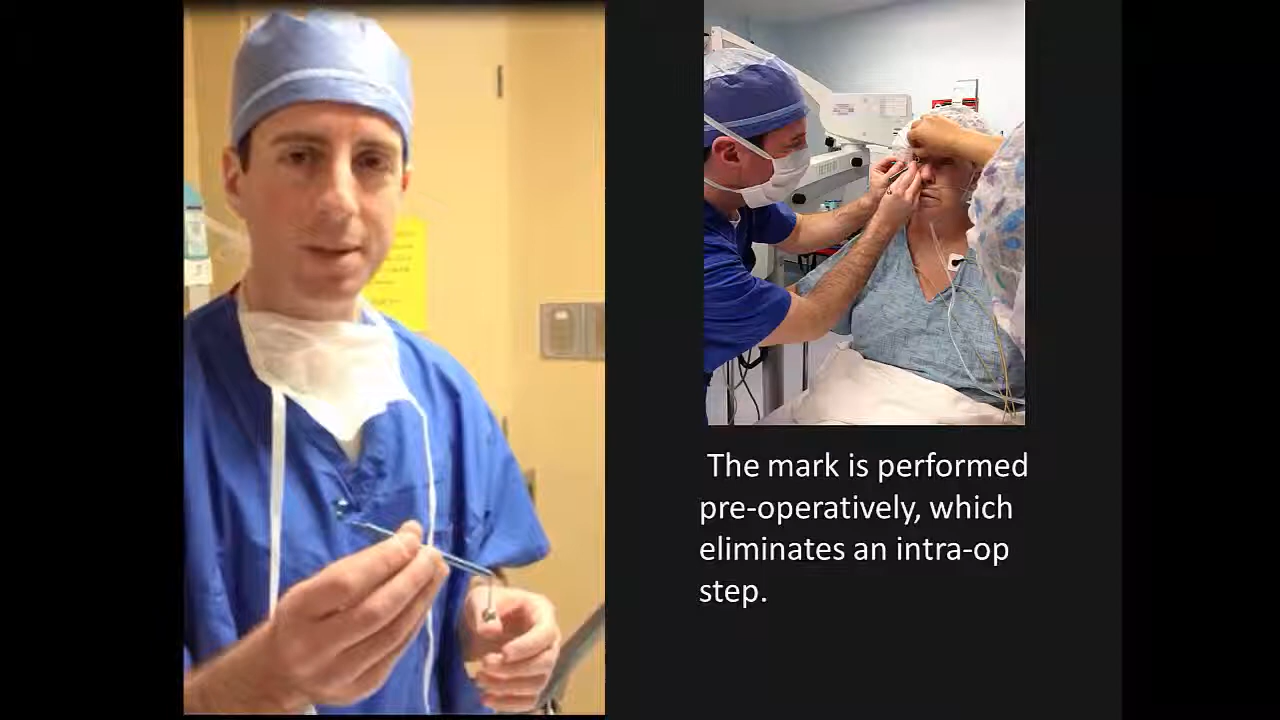 The mark is performed
pre-operatively, which
eliminates an intra-op
step.